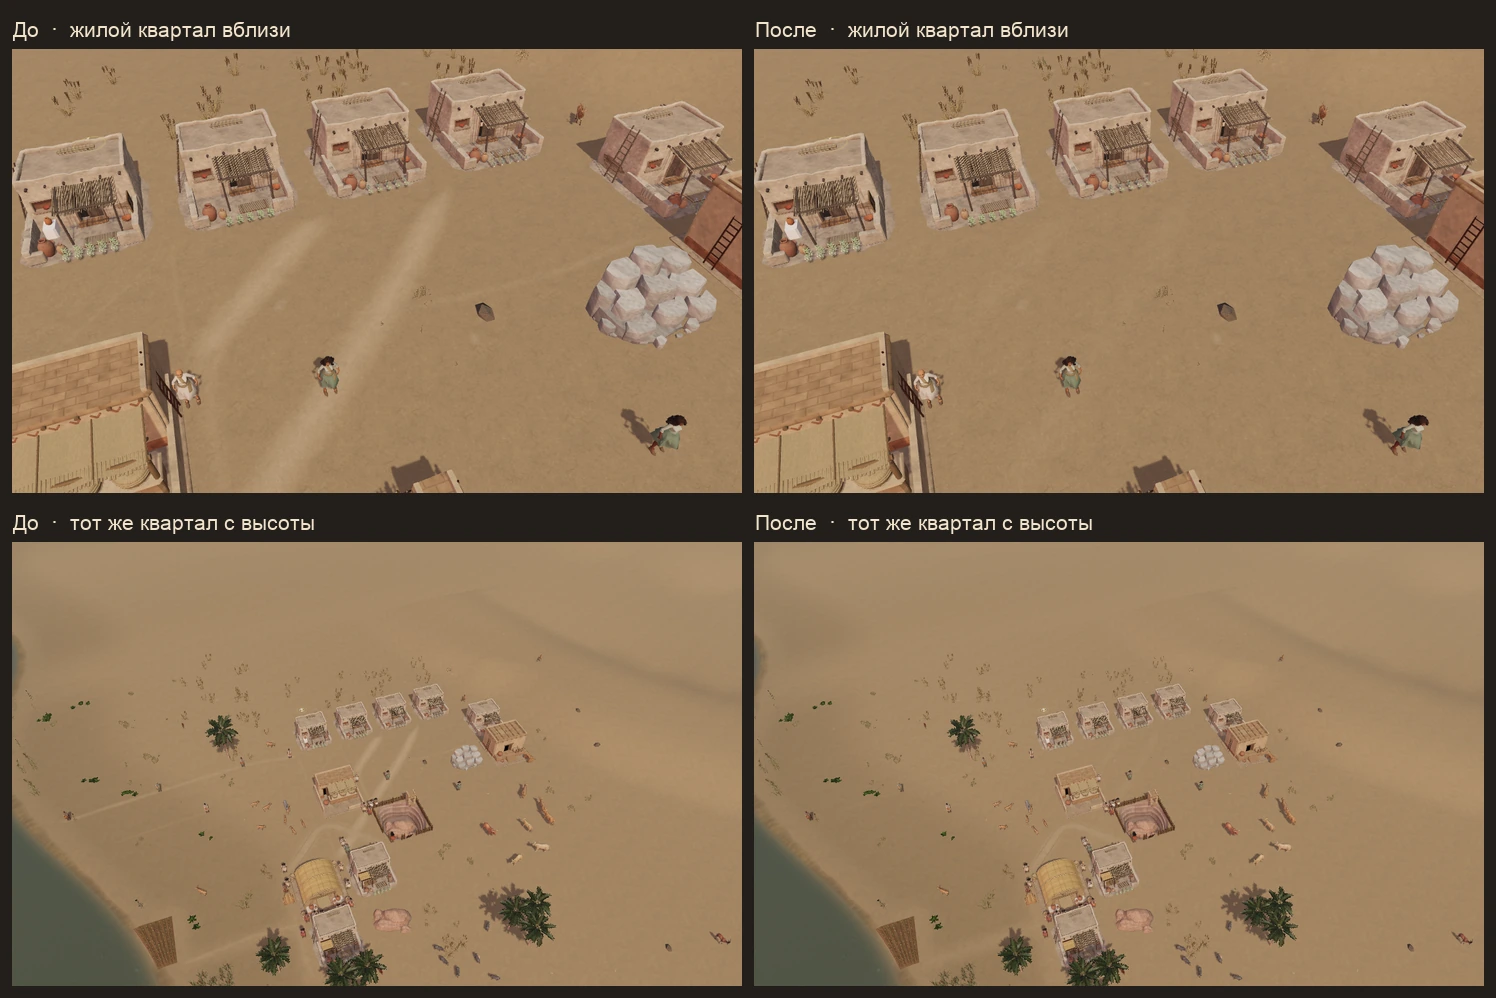 До · жилой квартал вблизи
После · жилой квартал вблизи
До · тот же квартал с высоты
После · тот же квартал с высоты